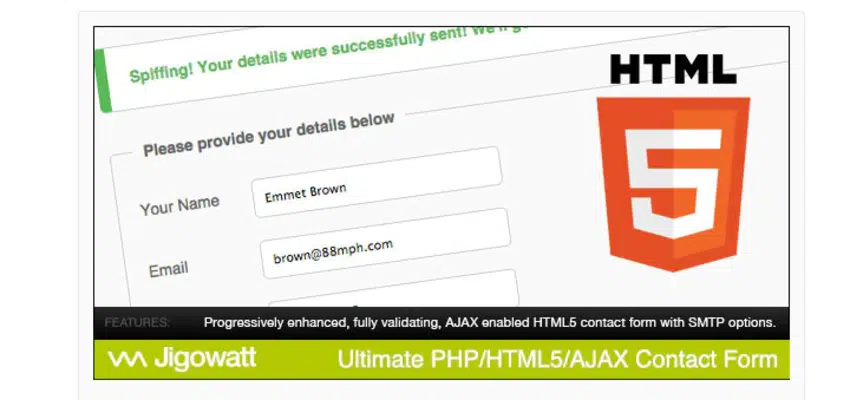 Spiffing! Your details were successfully sent! We'll
HTML
5
Please provide your details below
Your Name
Emmet Brown
Email
brown@88mph.com
FEATURES:
Progressively enhanced, fully validating, AJAX enabled HTML5 contact form with SMTP options.
Jigowatt
Ultimate PHP/HTML5/AJAX Contact Form